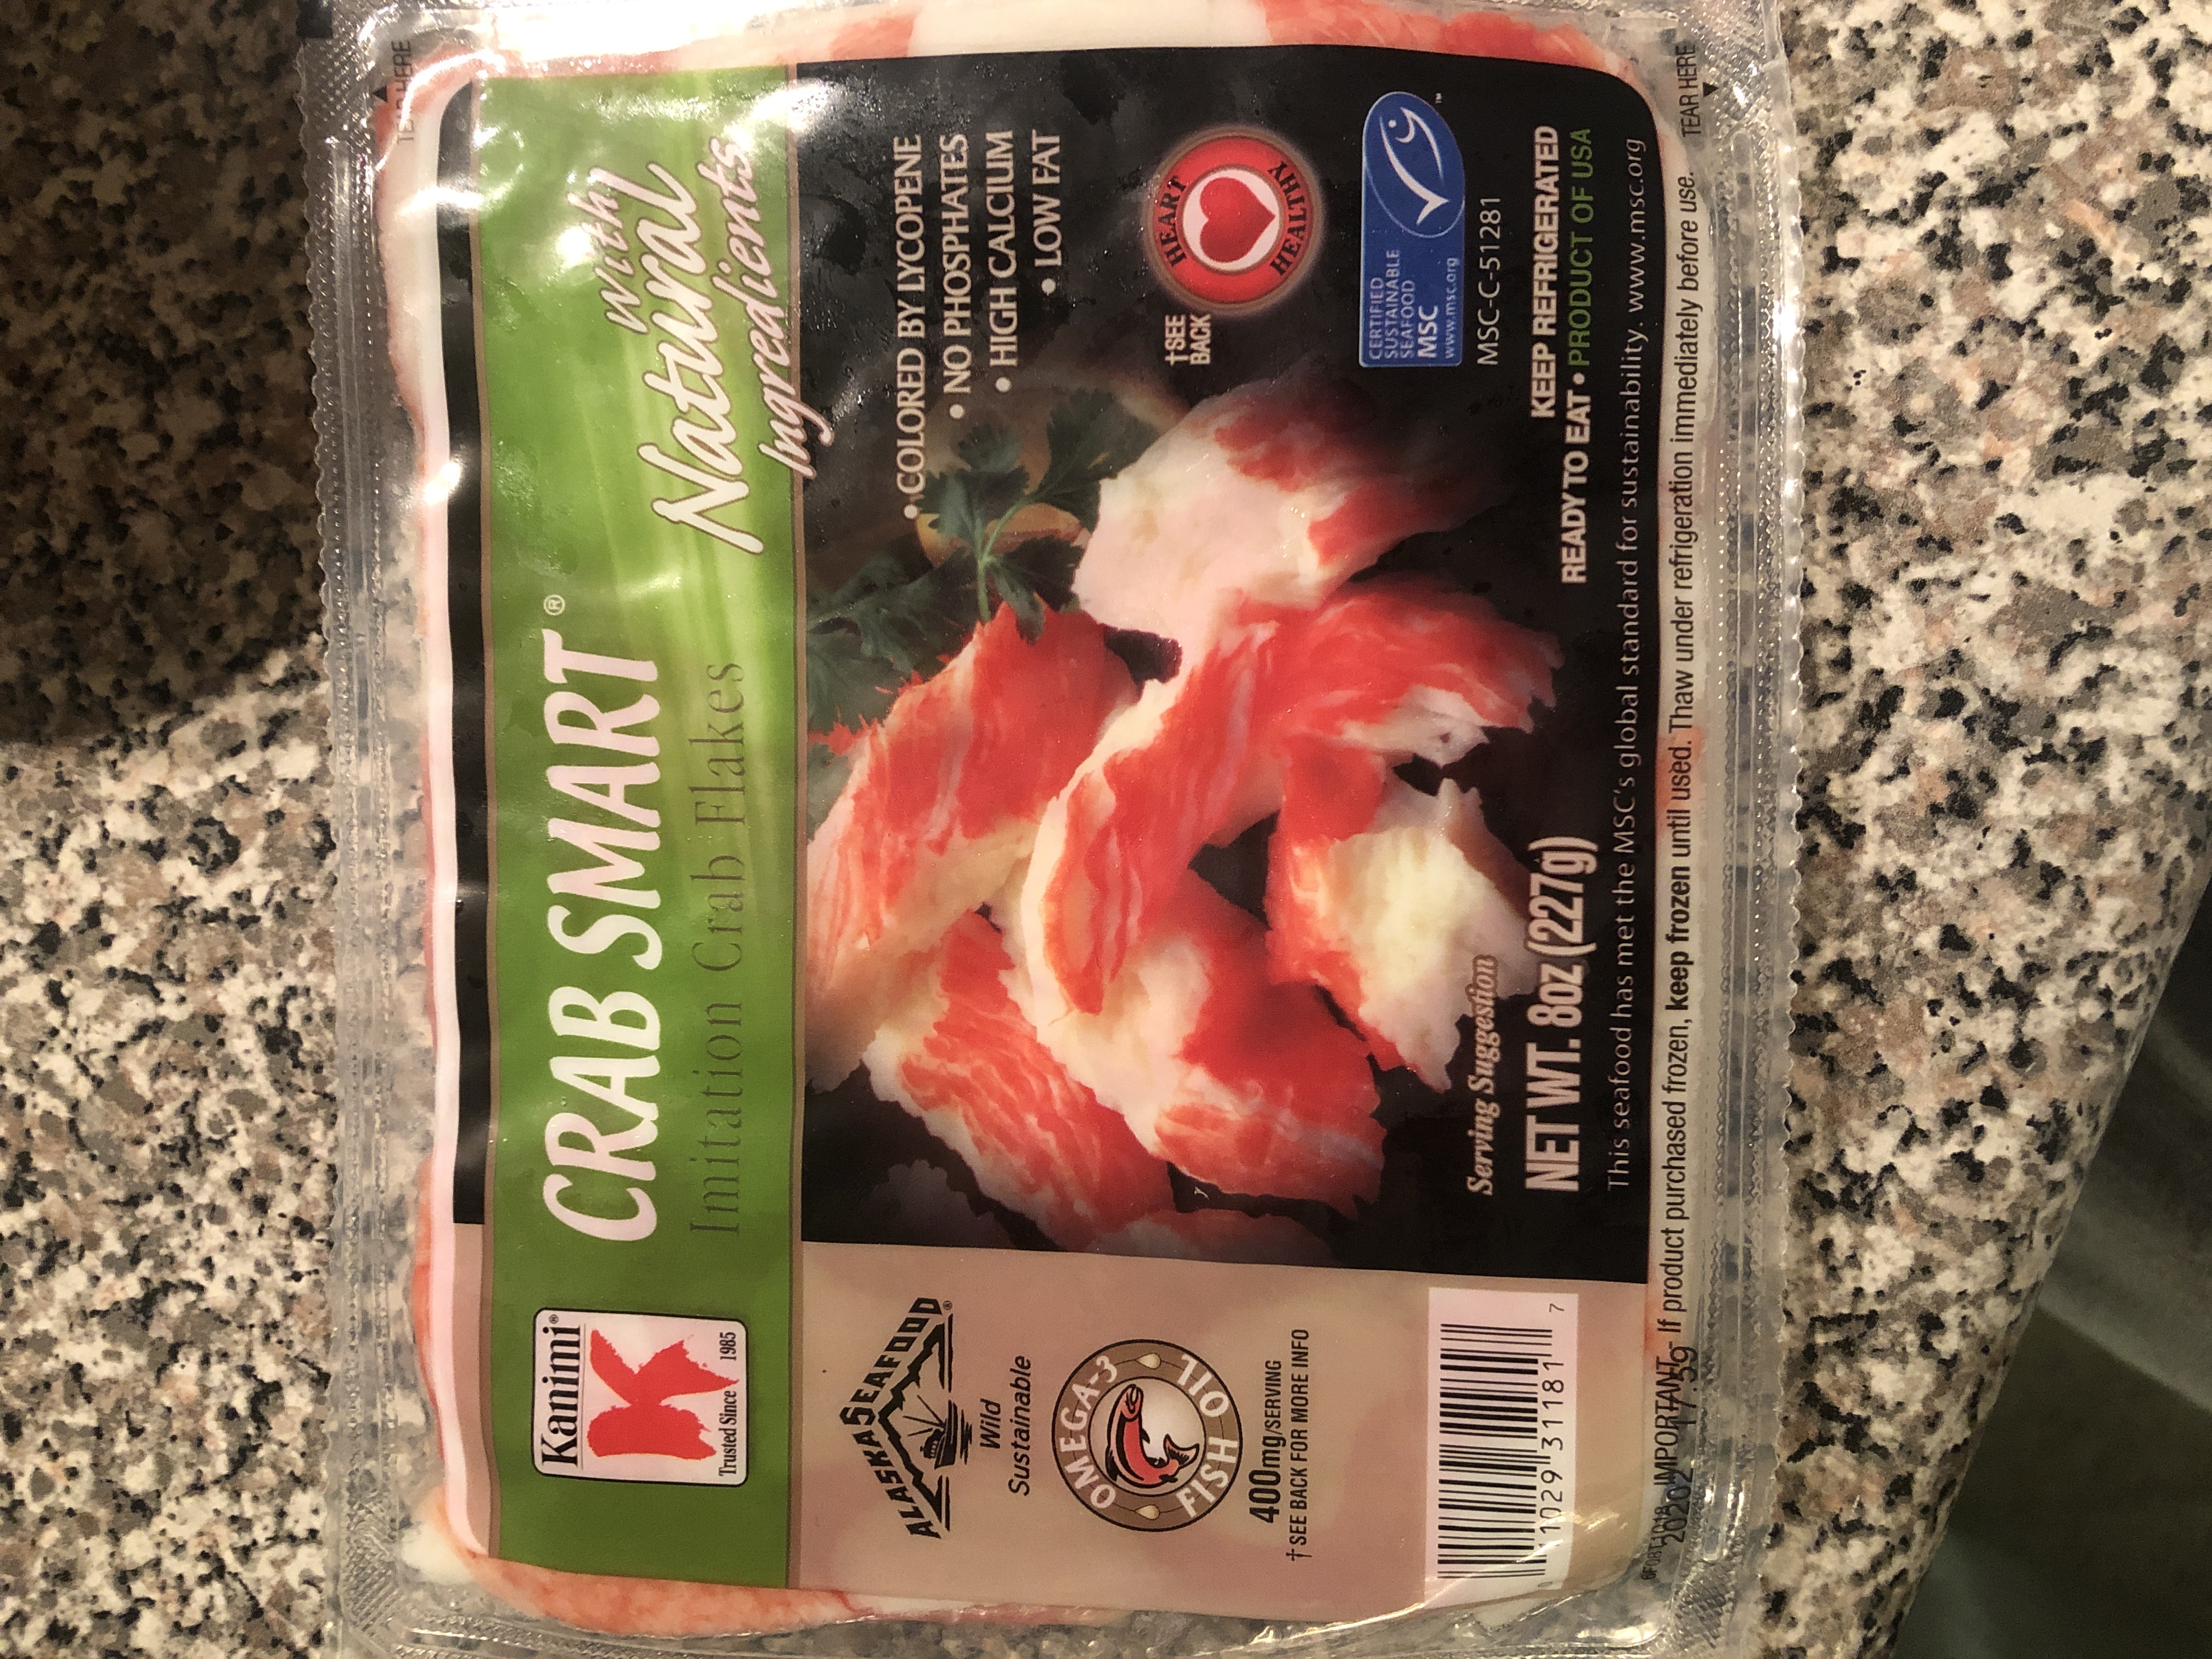 TEAR HERE
Kanimi®
K
Trusted Since 1985
CRAB SMART®
Imitation Crab Flakes
with
Natural
Ingredients
• COLORED BY LYCOPENE
• NO PHOSPHATES
• HIGH CALCIUM
• LOW FAT
†SEE
BACK
HEART
HEALTHY
ALASKA SEAFOOD®
Wild
Sustainable
OMEGA-3
FISH OIL
400mg/SERVING
† SEE BACK FOR MORE INFO
CERTIFIED
SUSTAINABLE
SEAFOOD
MSC
www.msc.org
™
MSC-C-51281
Serving Suggestion
NET WT. 8oz (227g)
KEEP REFRIGERATED
READY TO EAT • PRODUCT OF USA
This seafood has met the MSC's global standard for sustainability. www.msc.org
11029 31181 7
IMPORTANT - If product purchased frozen, keep frozen until used. Thaw under refrigeration immediately before use.
TEAR HERE